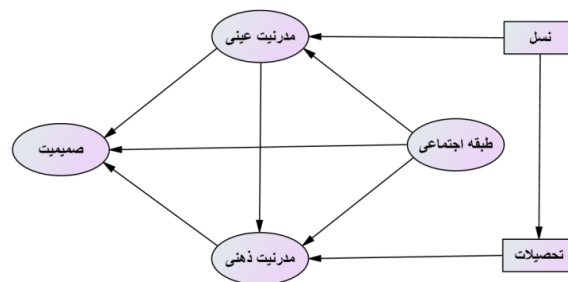 نسل
مدرنیت عینی
طبقه اجتماعی
صمیمیت
تحصیلات
مدرنیت ذهنی